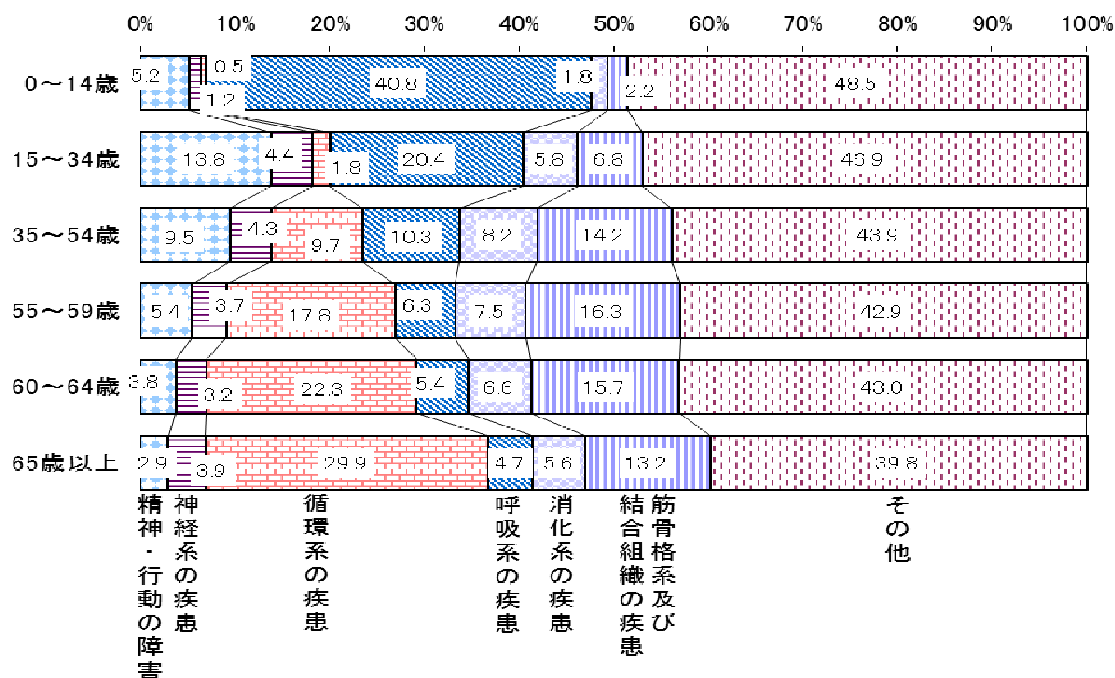 0% 10% 20% 30% 40% 50% 60% 70% 80% 90% 100%
0～14歳 5.2 1.2 0.5 40.8 2.2 48.5
15～34歳 13.8 4.4 1.8 20.4 5.8 6.8 46.9
35～54歳 9.5 4.3 9.7 10.3 8.2 14.2 43.9
55～59歳 5.4 3.7 17.8 6.3 7.5 16.3 42.9
60～64歳 3.8 3.2 22.3 5.4 6.6 15.7 43.0
65歳以上 2.9 3.9 29.9 4.7 5.6 13.2 39.8
精神・行動の障害
神経系の疾患
循環系の疾患
呼吸系の疾患
消化系の疾患
筋骨格系及び
結合組織の疾患
その他